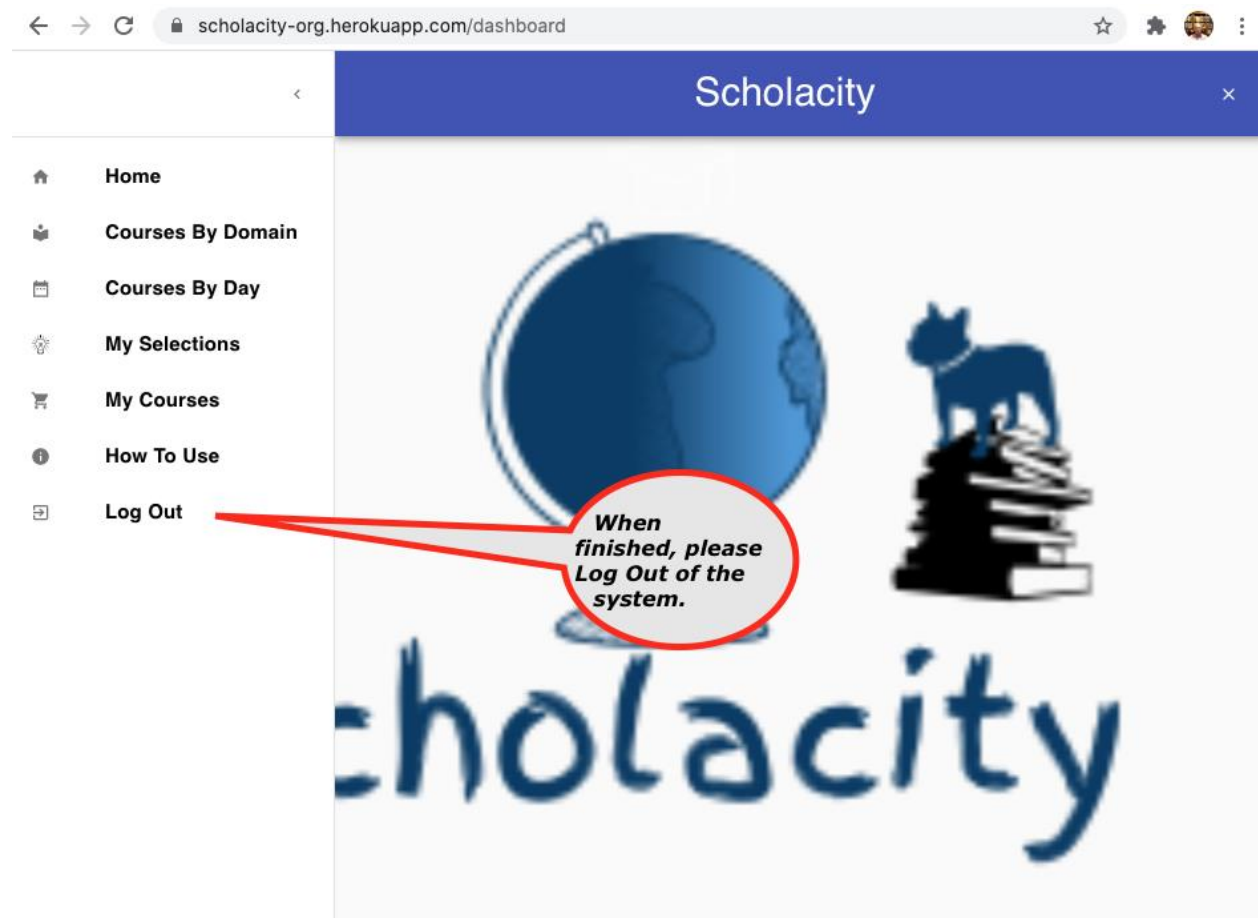 scholacity-org.herokuapp.com/dashboard
Scholacity
Home
Courses By Domain
Courses By Day
My Selections
My Courses
How To Use
Log Out
When
finished, please
Log Out of the
system.
cholacity